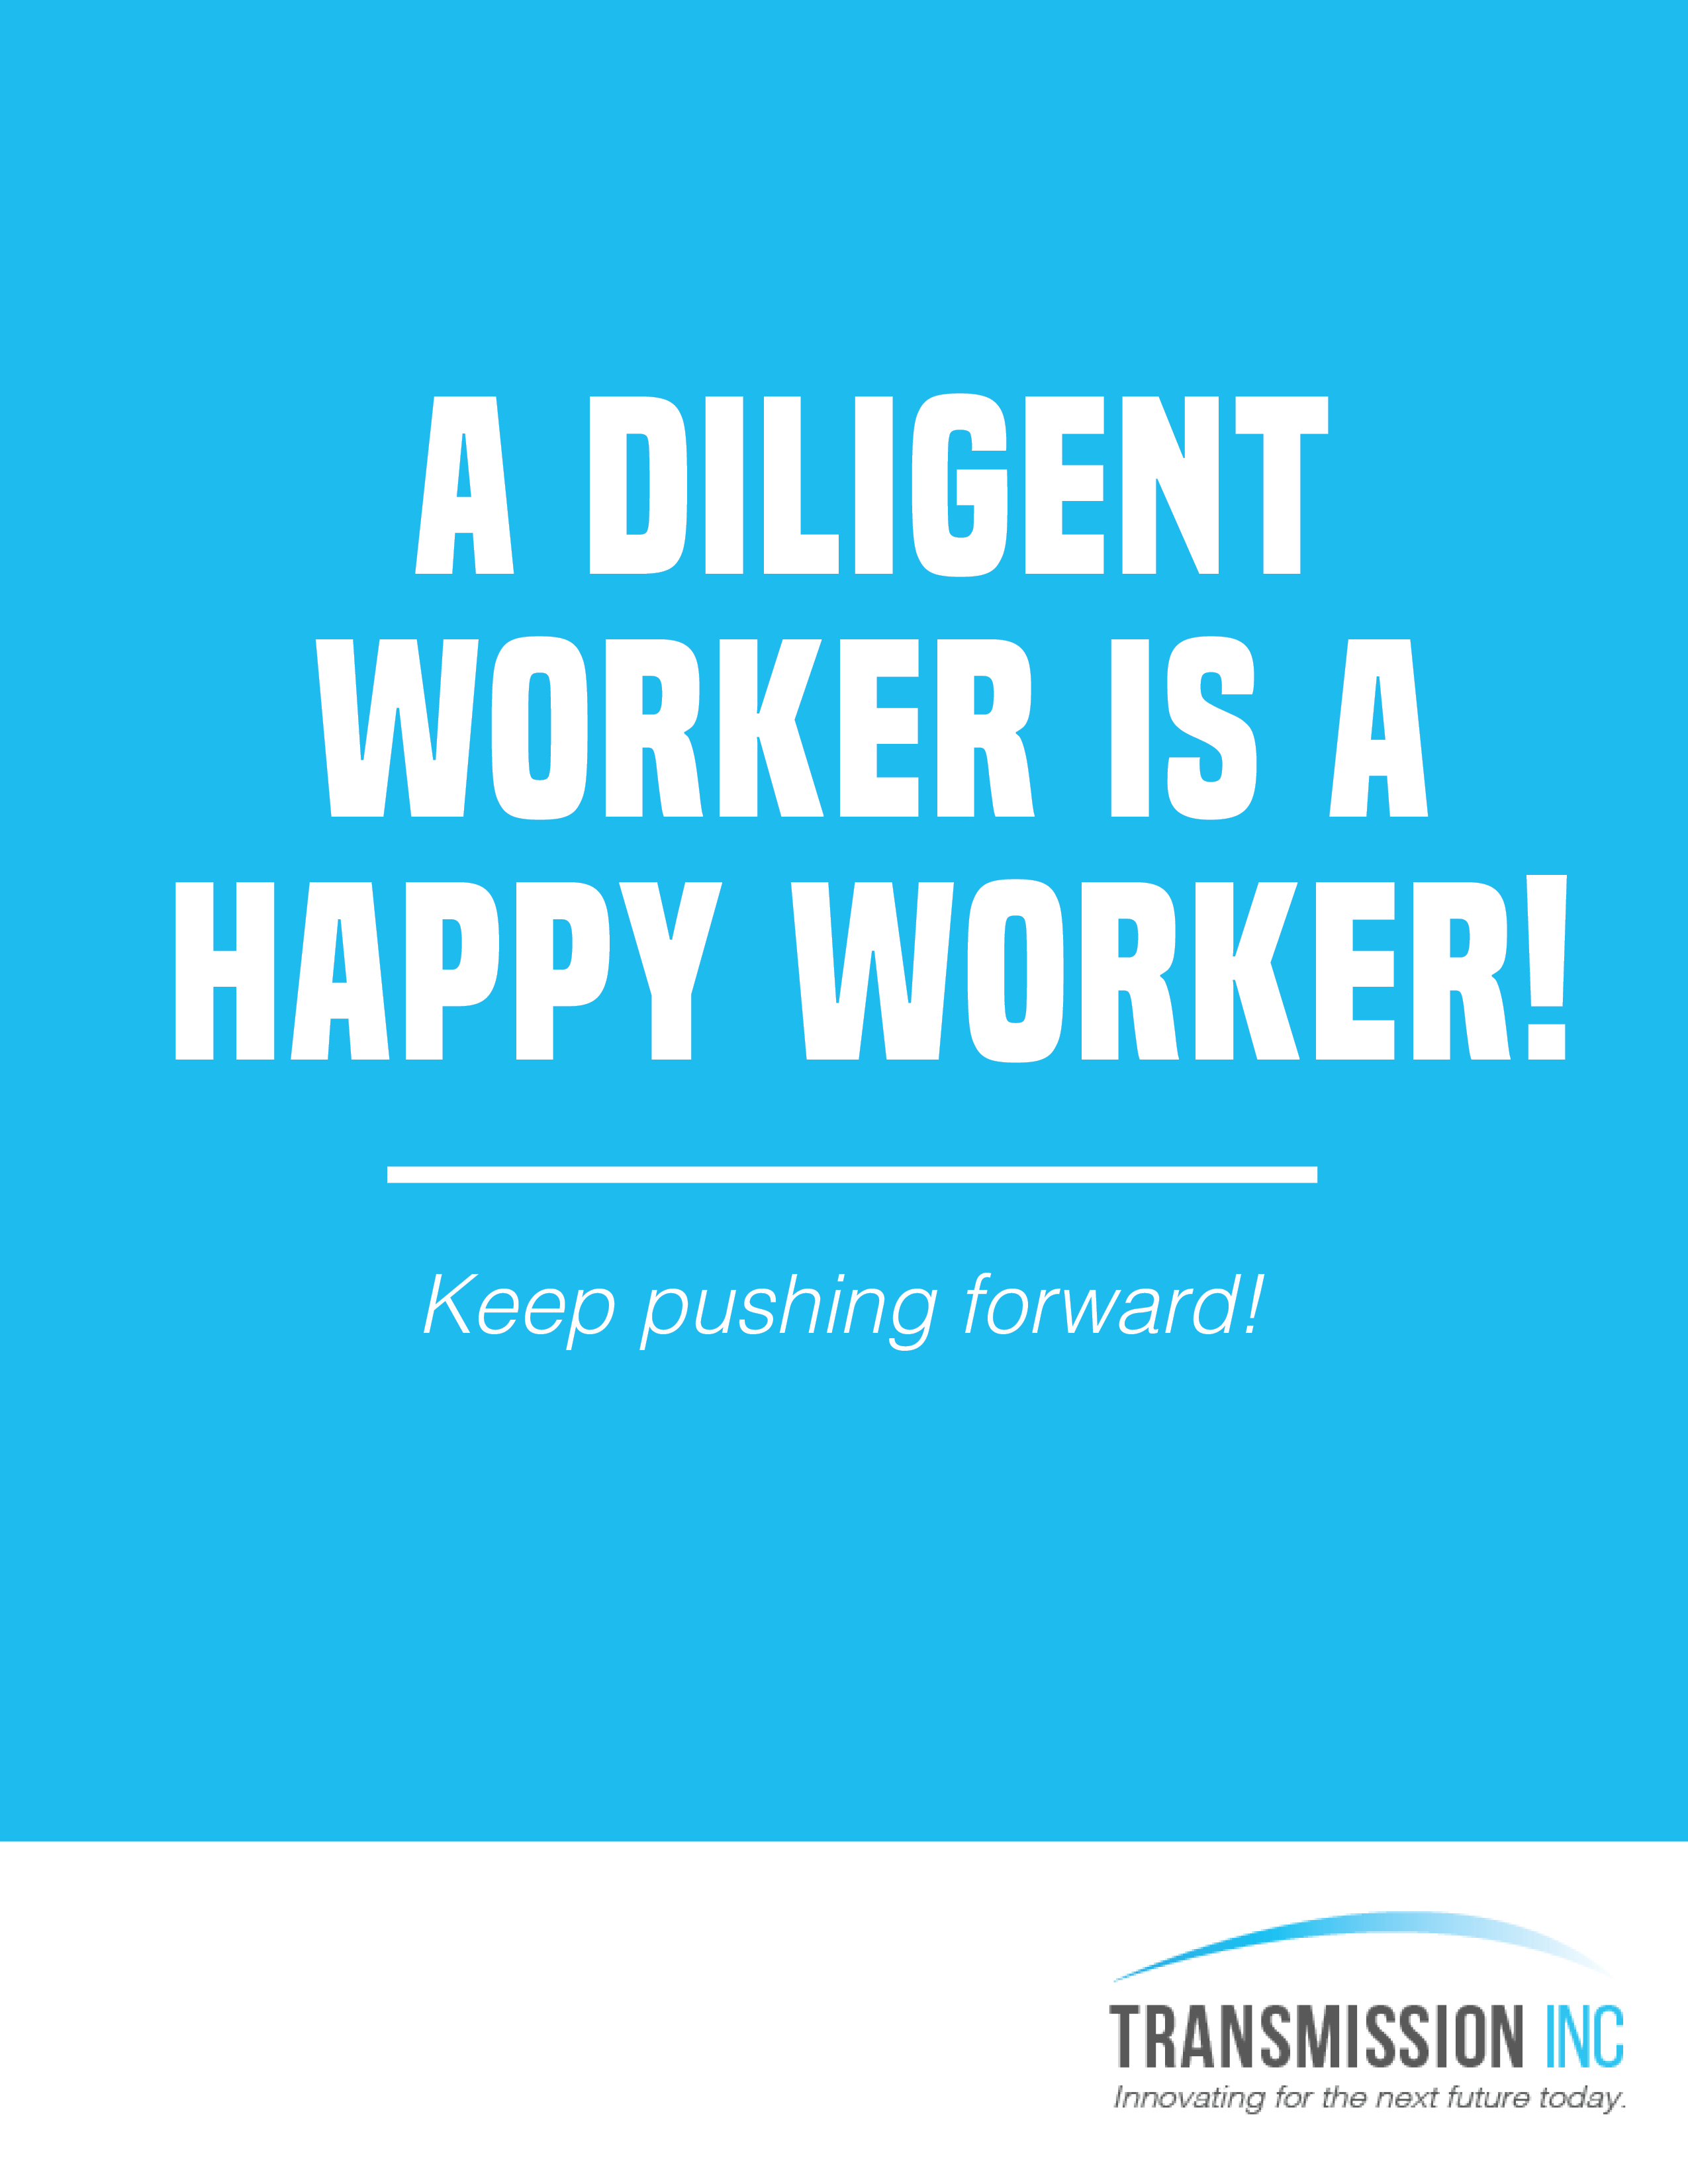 A DILIGENT
WORKER IS A
HAPPY WORKER!
Keep pushing forward!
TRANSMISSION INC
Innovating for the next future today.